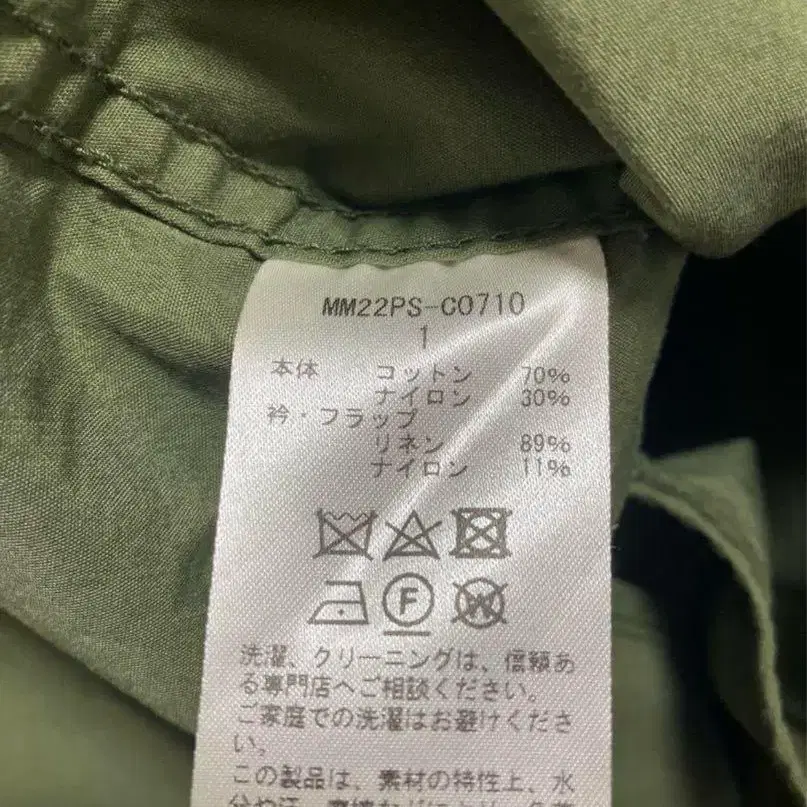 MM22PS-C0710
1
本体 コットン 70%
ナイロン 30%
衿・フラップ
リネン 89%
ナイロン 11%
F
W
洗濯、クリーニングは、信頼あ
る専門店へご相談ください。
ご家庭での洗濯はお避けくださ
い。
この製品は、素材の特性上、水